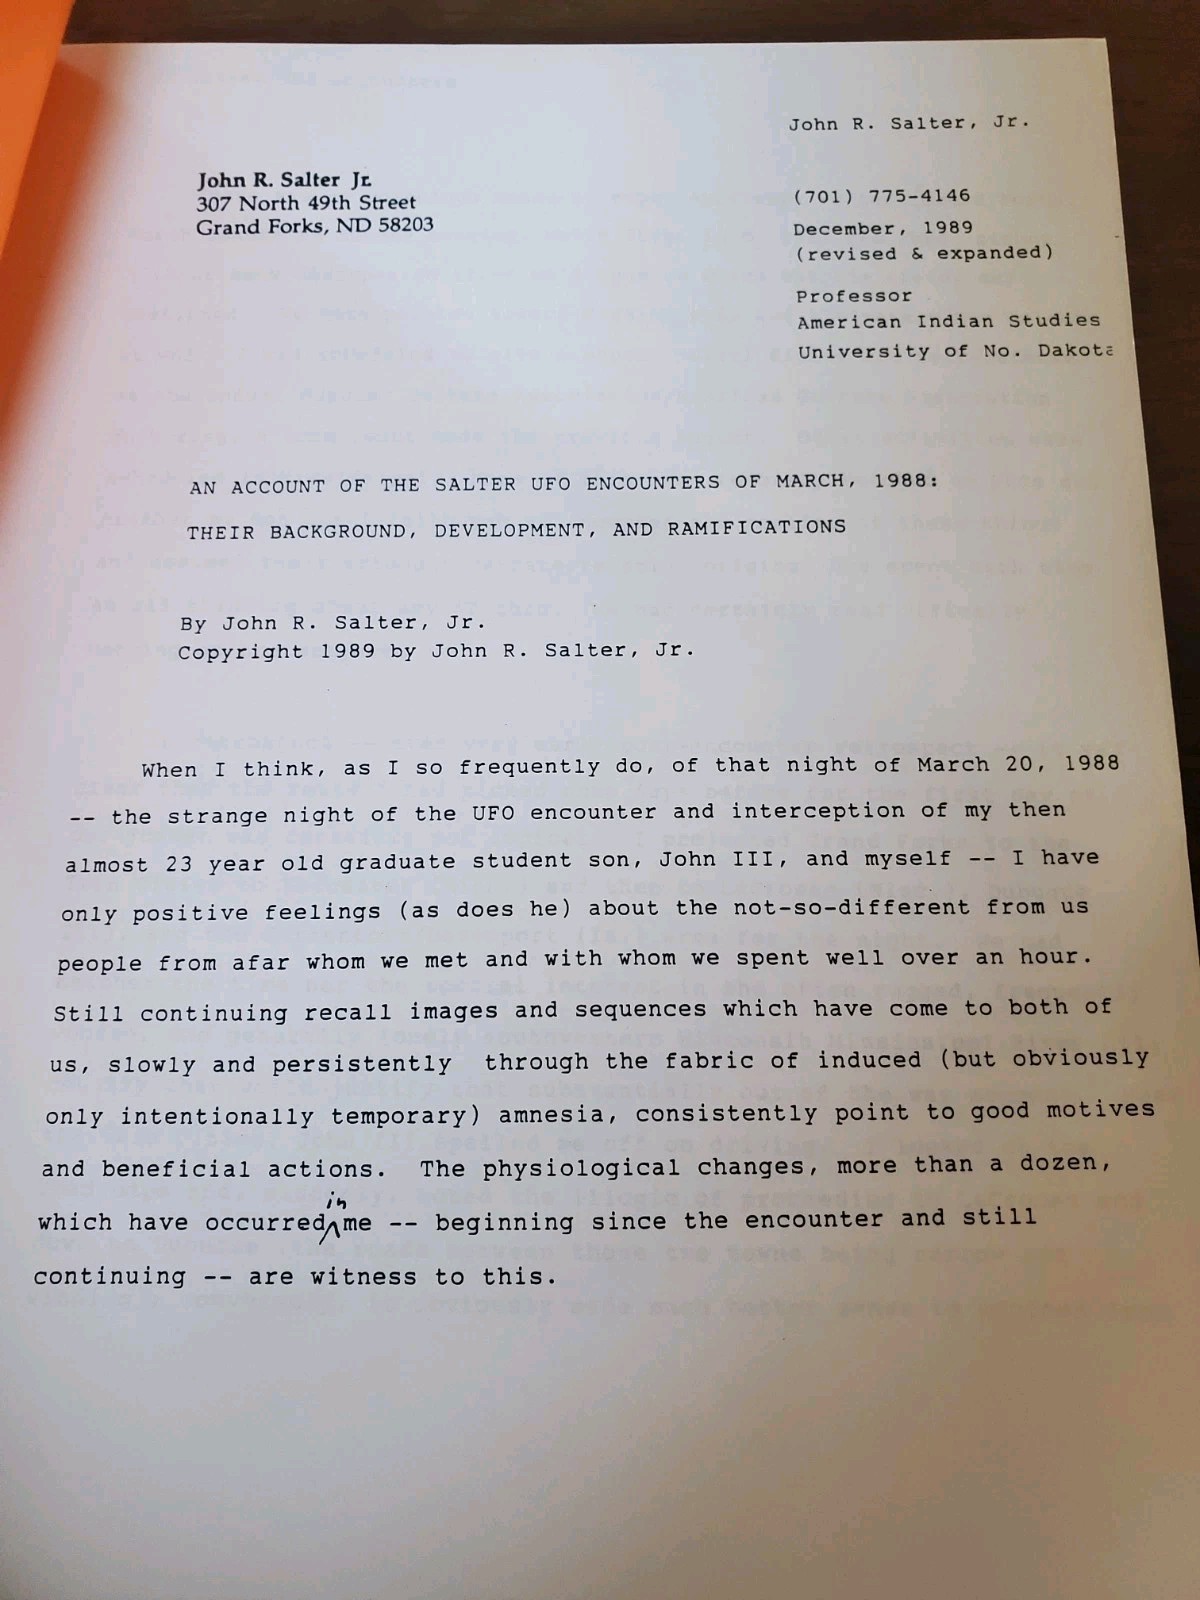 John R. Salter, Jr.
John R. Salter Jr.
307 North 49th Street
Grand Forks, ND 58203
(701) 775-4146
December, 1989
(revised & expanded)
Professor
American Indian Studies
University of No. Dakota
AN ACCOUNT OF THE SALTER UFO ENCOUNTERS OF MARCH, 1988:
THEIR BACKGROUND, DEVELOPMENT, AND RAMIFICATIONS
By John R. Salter, Jr.
Copyright 1989 by John R. Salter, Jr.
When I think, as I so frequently do, of that night of March 20, 1988
-- the strange night of the UFO encounter and interception of my then
almost 23 year old graduate student son, John III, and myself -- I have
only positive feelings (as does he) about the not-so-different from us
people from afar whom we met and with whom we spent well over an hour.
Still continuing recall images and sequences which have come to both of
us, slowly and persistently through the fabric of induced (but obviously
only intentionally temporary) amnesia, consistently point to good motives
and beneficial actions. The physiological changes, more than a dozen,
which have occurred in me -- beginning since the encounter and still
continuing -- are witness to this.